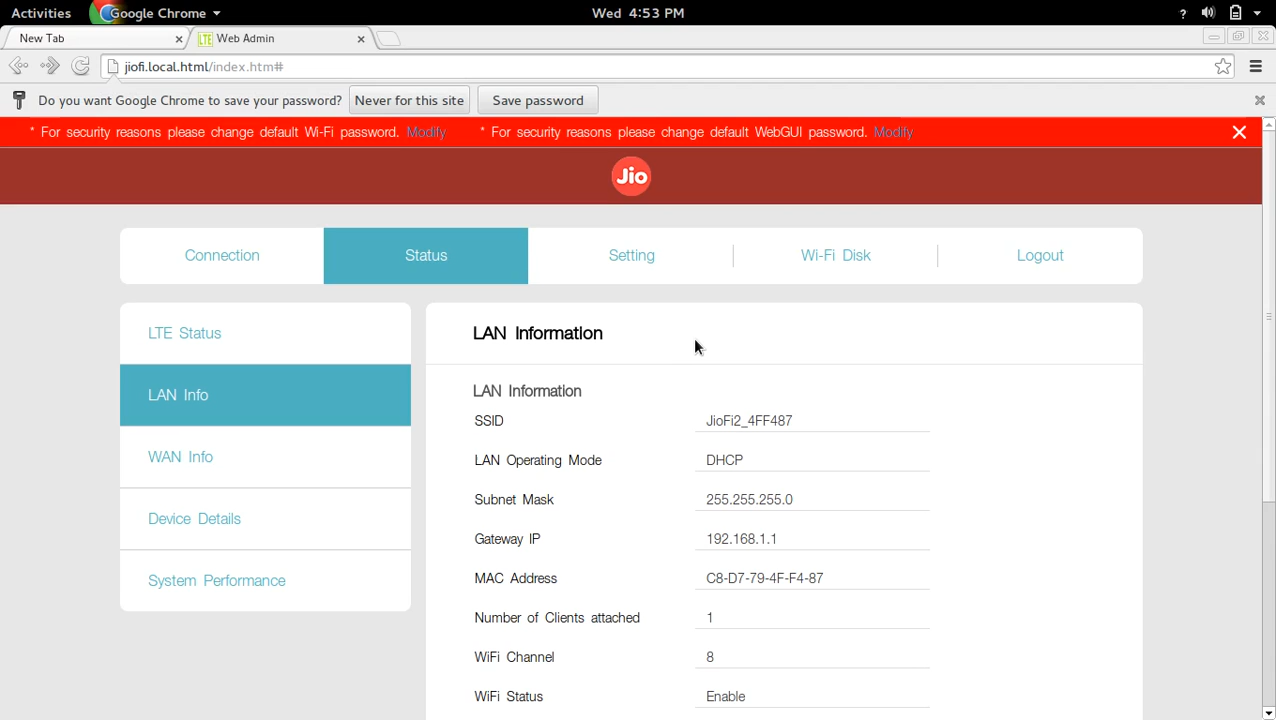 Activities Google Chrome Wed 4:53 PM ?
New Tab LTE Web Admin
jiofi.local.html/index.htm#
Do you want Google Chrome to save your password? Never for this site Save password
* For security reasons please change default Wi-Fi password. Modify * For security reasons please change default WebGUI password. Modify
Jio
Connection Status Setting Wi-Fi Disk Logout
LTE Status
LAN Info
WAN Info
Device Details
System Performance
LAN Information
LAN Information
SSID JioFi2_4FF487
LAN Operating Mode DHCP
Subnet Mask 255.255.255.0
Gateway IP 192.168.1.1
MAC Address C8-D7-79-4F-F4-87
Number of Clients attached 1
WiFi Channel 8
WiFi Status Enable